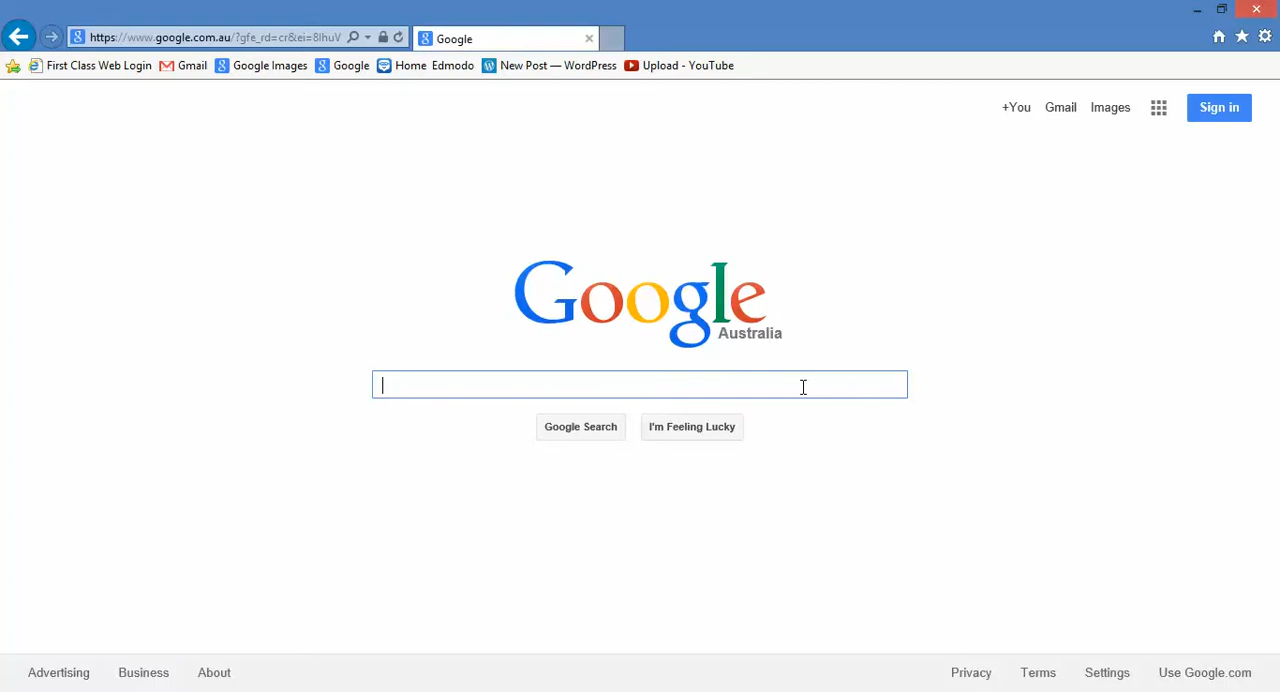 https://www.google.com.au/?gfe_rd=cr&ei=8IhuV
Google
First Class Web Login Gmail Google Images Google Home Edmodo New Post — WordPress Upload - YouTube
+You Gmail Images Sign in
Google
Australia
Google Search I'm Feeling Lucky
Advertising Business About Privacy Terms Settings Use Google.com